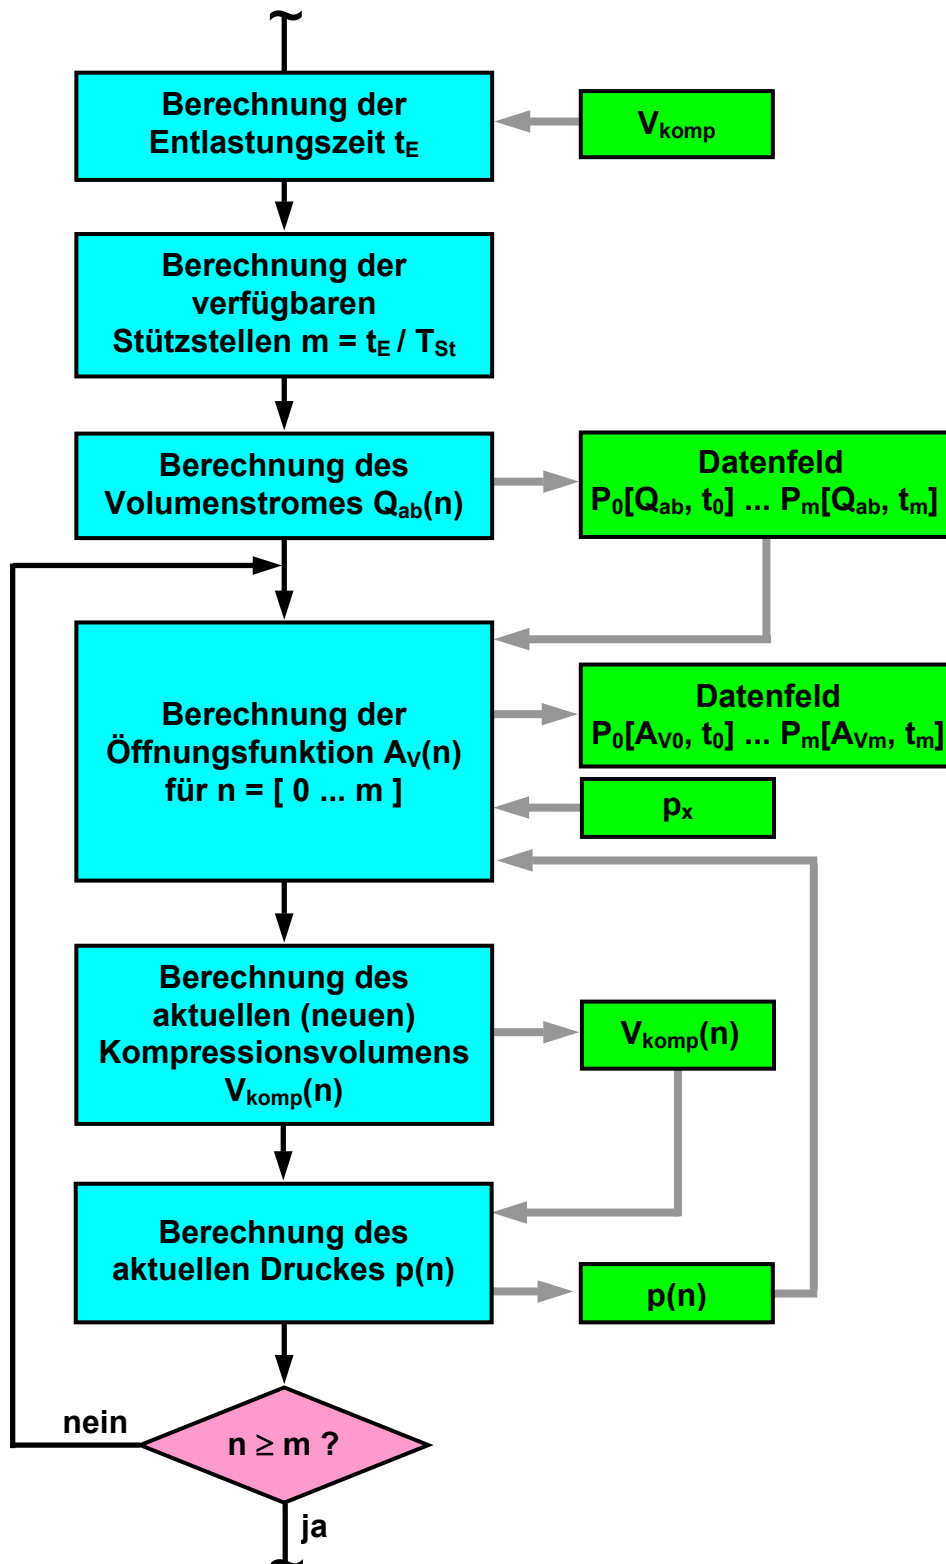 Berechnung der
Entlastungszeit tE
Vkomp
Berechnung der
verfügbaren
Stützstellen m = tE / TSt
Berechnung des
Volumenstromes Qab(n)
Datenfeld
P0[Qab, t0] ... Pm[Qab, tm]
Berechnung der
Öffnungsfunktion AV(n)
für n = [ 0 ... m ]
Datenfeld
P0[AV0, t0] ... Pm[AVm, tm]
px
Berechnung des
aktuellen (neuen)
Kompressionsvolumens
Vkomp(n)
Vkomp(n)
Berechnung des
aktuellen Druckes p(n)
p(n)
nein
n ≥ m ?
ja